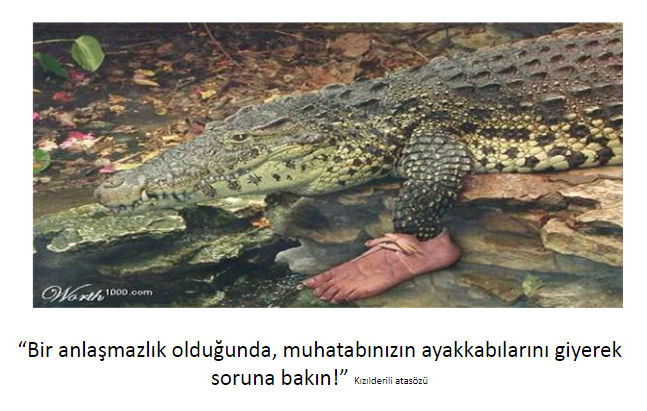 Worth1000.com
“Bir anlaşmazlık olduğunda, muhatabınızın ayakkabılarını giyerek
soruna bakın!” Kızılderili atasözü